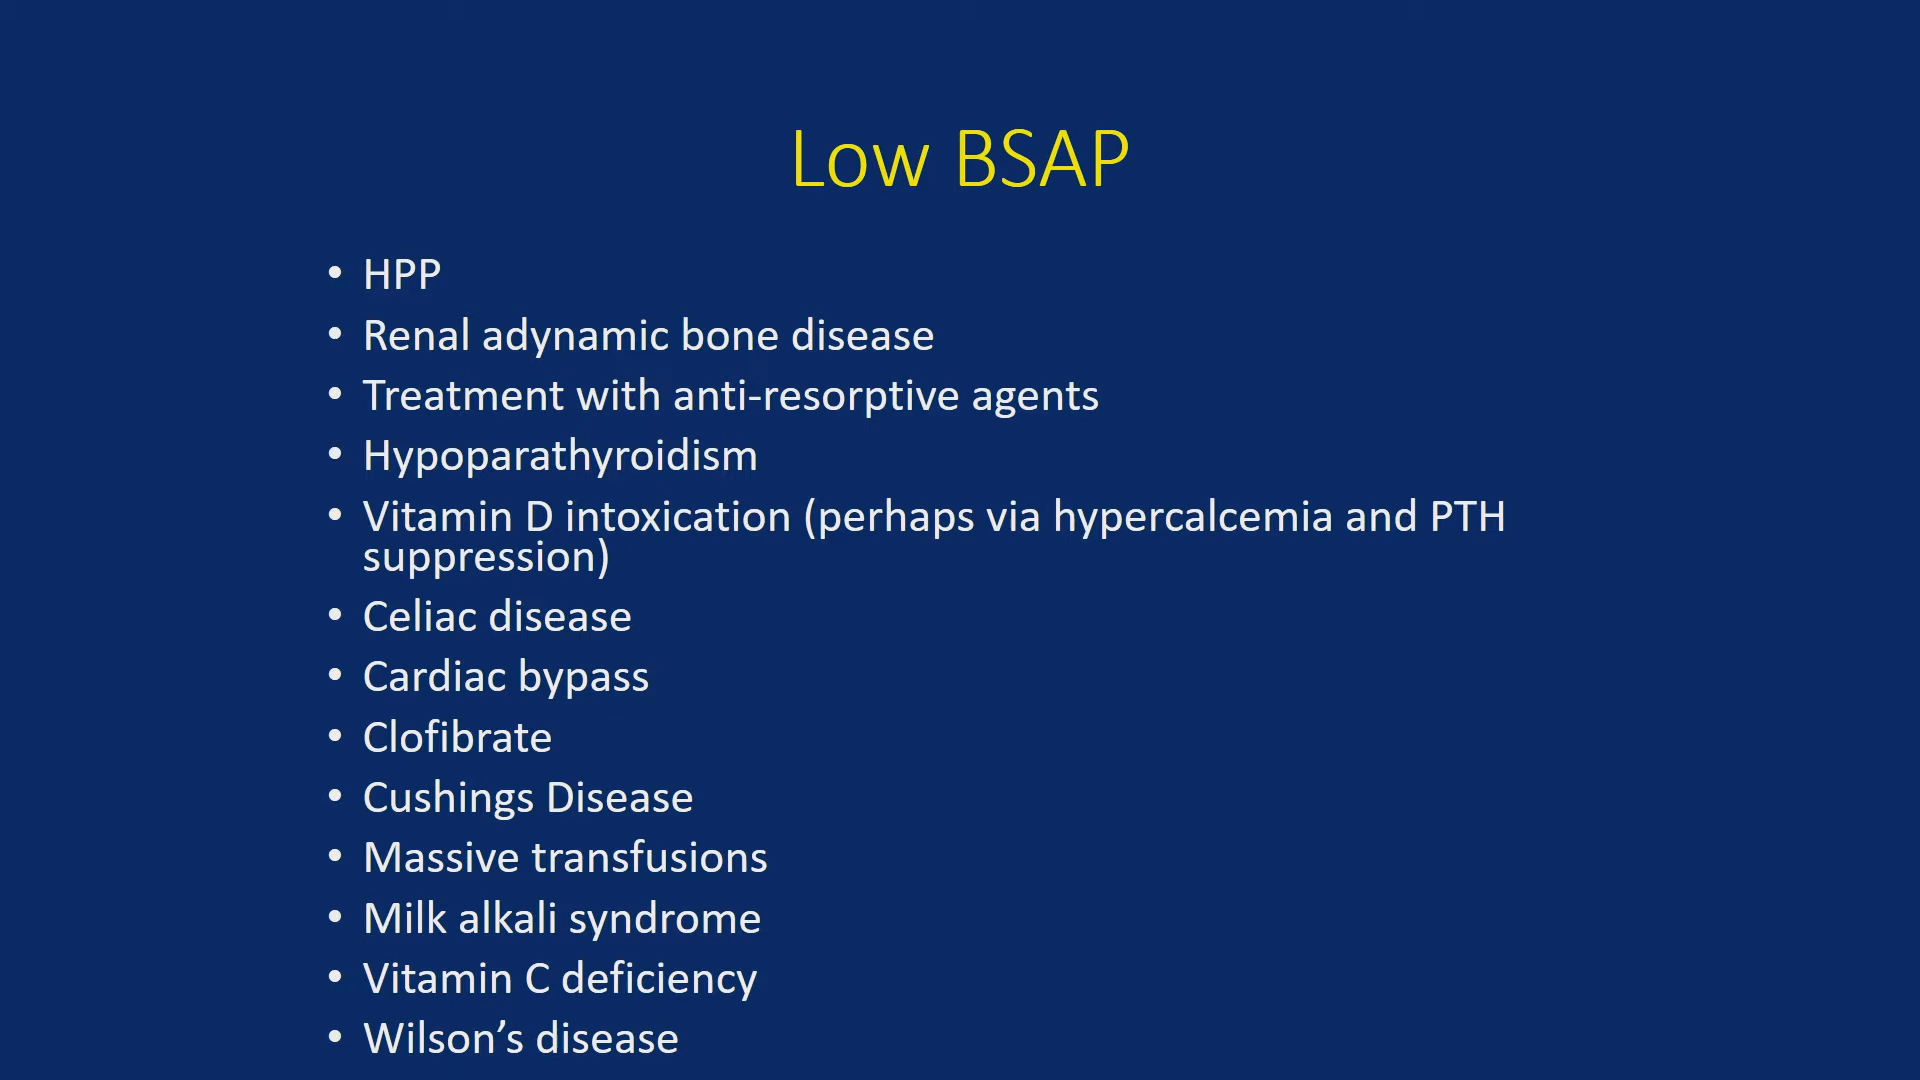 Low BSAP
• HPP
• Renal adynamic bone disease
• Treatment with anti-resorptive agents
• Hypoparathyroidism
• Vitamin D intoxication (perhaps via hypercalcemia and PTH
suppression)
• Celiac disease
• Cardiac bypass
• Clofibrate
• Cushings Disease
• Massive transfusions
• Milk alkali syndrome
• Vitamin C deficiency
• Wilson’s disease